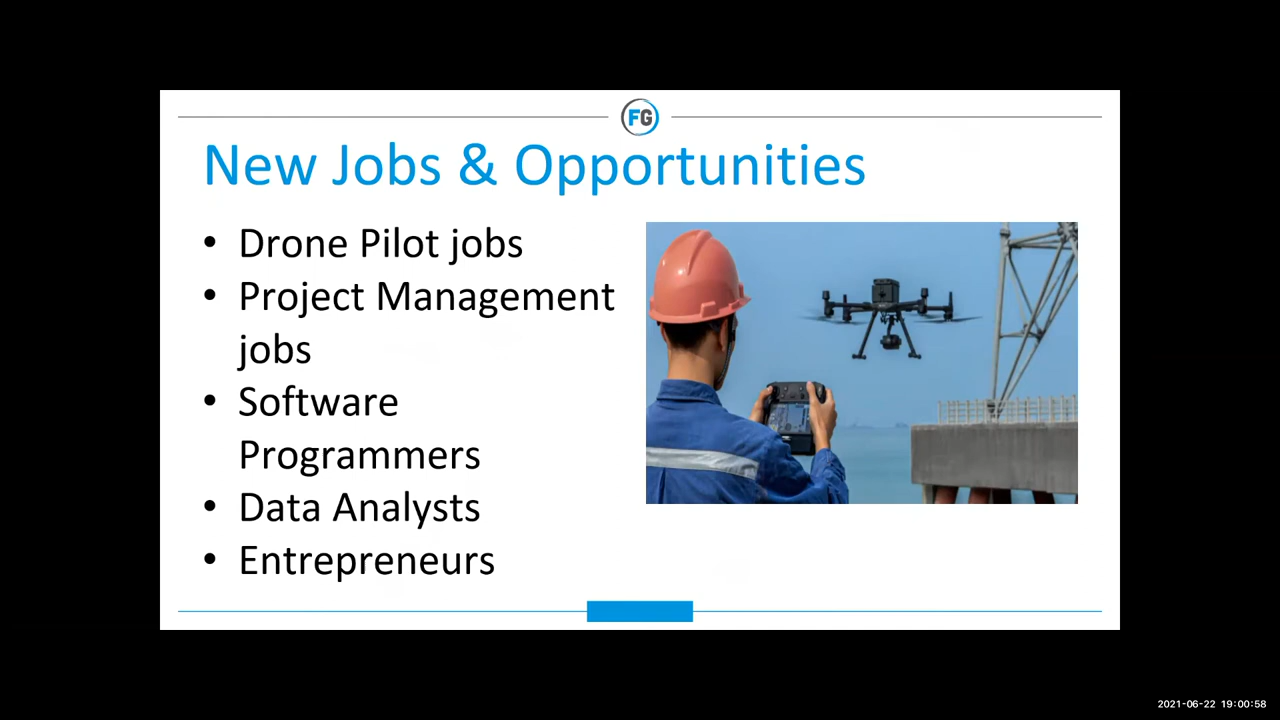 FG
New Jobs & Opportunities
• Drone Pilot jobs
• Project Management
jobs
• Software
Programmers
• Data Analysts
• Entrepreneurs
2021-06-22 19:00:58